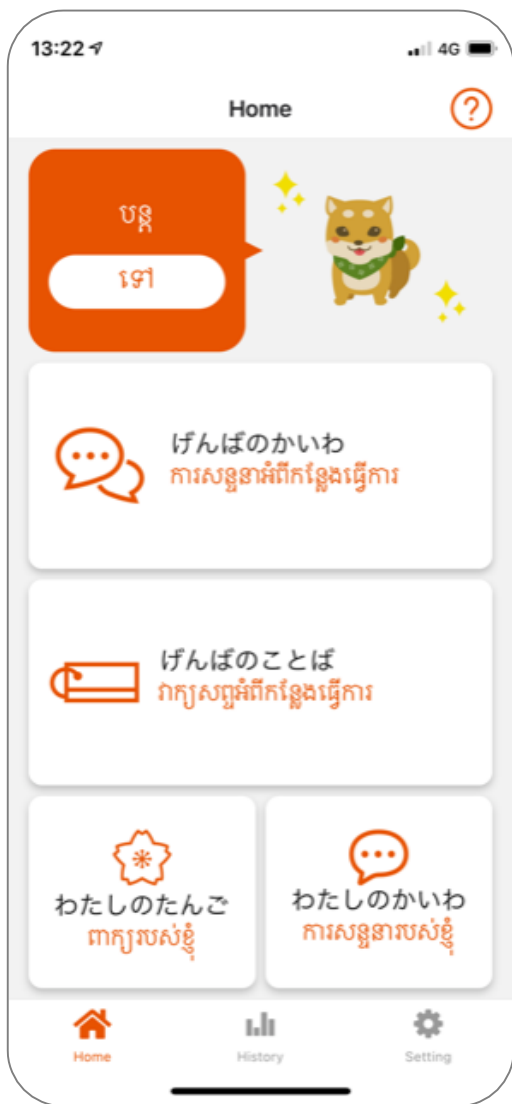 13:22
4G
Home
?
បន្ត
ទៅ
げんばのかいわ
ការសន្ទនាអំពីកន្លែងធ្វើការ
げんばのことば
វាក្យសព្ទអំពីកន្លែងធ្វើការ
わたしのたんご
ពាក្យរបស់ខ្ញុំ
わたしのかいわ
ការសន្ទនារបស់ខ្ញុំ
Home
History
Setting